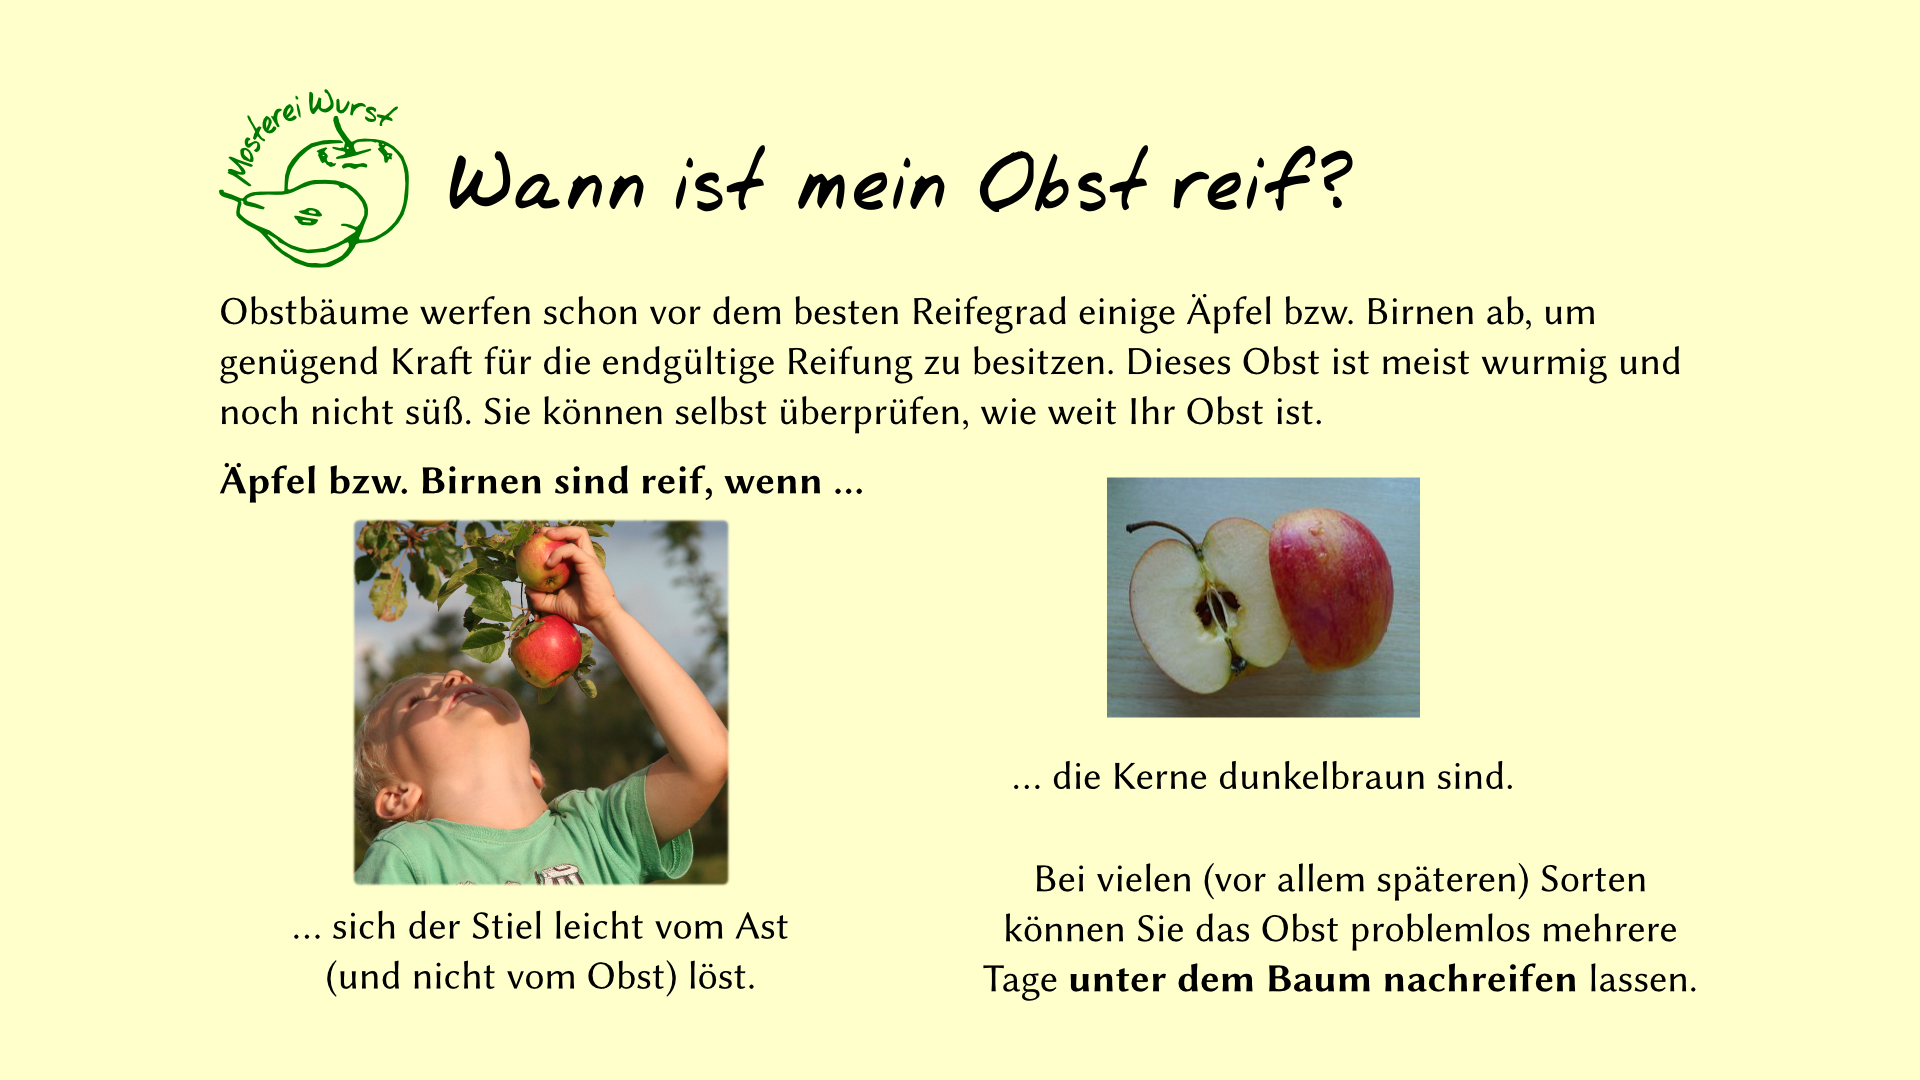 Mosterei Wurst
Wann ist mein Obst reif?
Obstbäume werfen schon vor dem besten Reifegrad einige Äpfel bzw. Birnen ab, um
genügend Kraft für die endgültige Reifung zu besitzen. Dieses Obst ist meist wurmig und
noch nicht süß. Sie können selbst überprüfen, wie weit Ihr Obst ist.
Äpfel bzw. Birnen sind reif, wenn ...
... sich der Stiel leicht vom Ast
(und nicht vom Obst) löst.
... die Kerne dunkelbraun sind.
Bei vielen (vor allem späteren) Sorten
können Sie das Obst problemlos mehrere
Tage unter dem Baum nachreifen lassen.